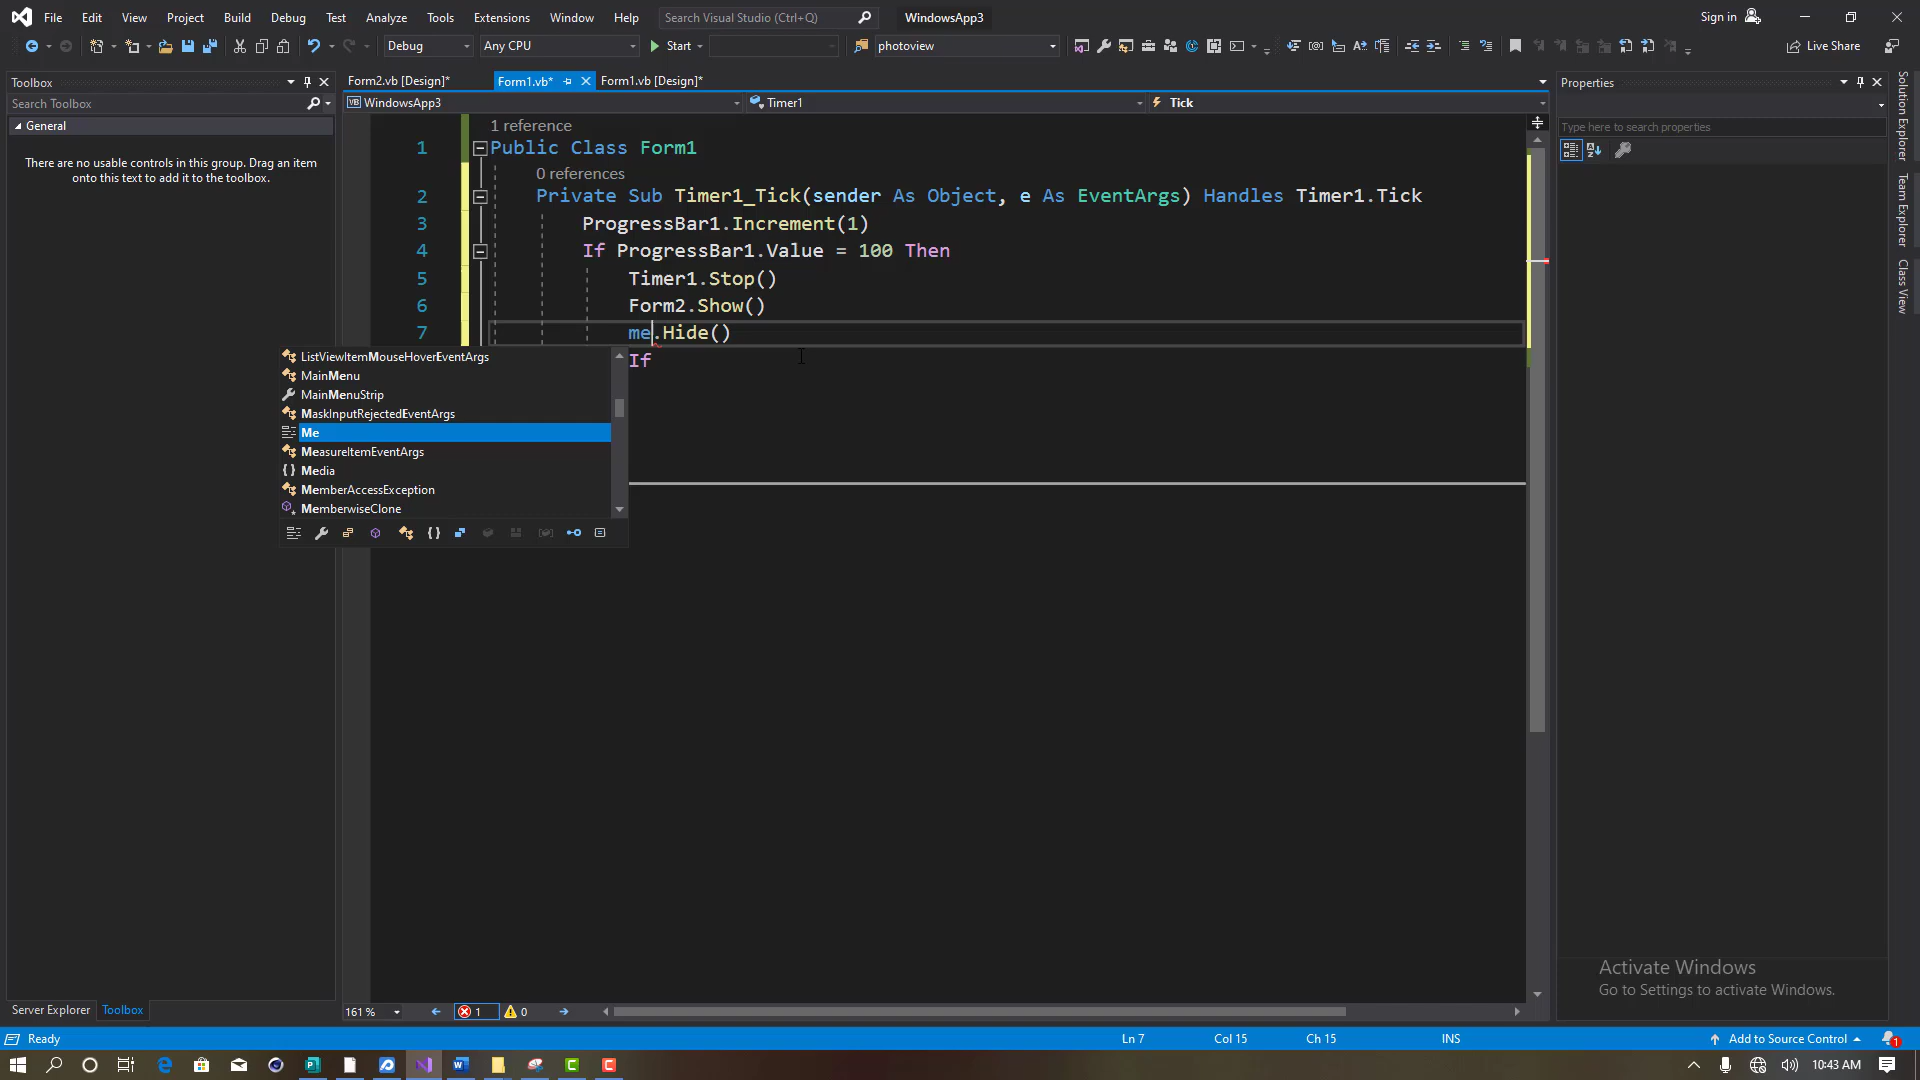 File Edit View Project Build Debug Test Analyze Tools Extensions Window Help Search Visual Studio (Ctrl+Q) WindowsApp3 Sign in
Debug Any CPU Start photoview Live Share
Toolbox
Search Toolbox
General
There are no usable controls in this group. Drag an item
onto this text to add it to the toolbox.
Form2.vb [Design]* Form1.vb* Form1.vb [Design]*
WindowsApp3 Timer1 Tick
1 reference
1 Public Class Form1
0 references
2 Private Sub Timer1_Tick(sender As Object, e As EventArgs) Handles Timer1.Tick
3 ProgressBar1.Increment(1)
4 If ProgressBar1.Value = 100 Then
5 Timer1.Stop()
6 Form2.Show()
7 me.Hide()
If
ListViewItemMouseHoverEventArgs
MainMenu
MainMenuStrip
MaskInputRejectedEventArgs
Me
MeasureItemEventArgs
Media
MemberAccessException
MemberwiseClone
Properties
Type here to search properties
Solution Explorer
Team Explorer
Class View
Activate Windows
Go to Settings to activate Windows.
Server Explorer Toolbox
161 % 1 0
Ready Ln 7 Col 15 Ch 15 INS Add to Source Control 1
10:43 AM